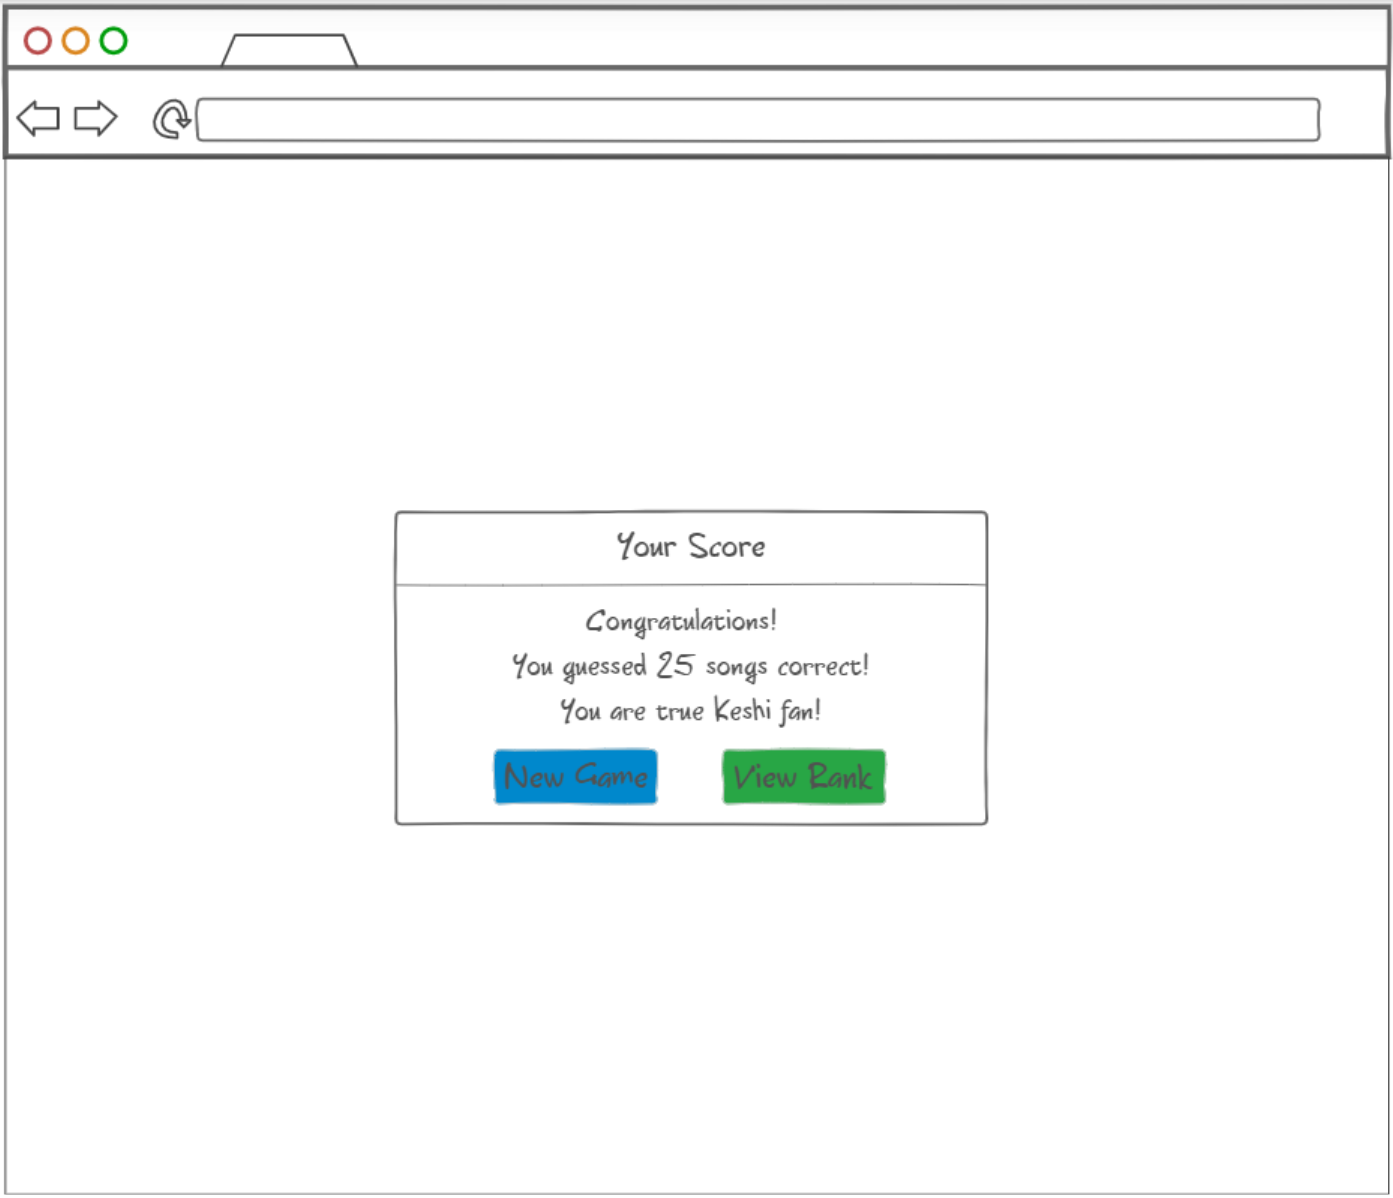 Your Score
Congratulations!
You guessed 25 songs correct!
You are true Keshi fan!
New Game
View Rank